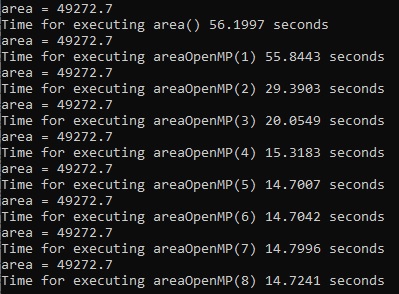 area = 49272.7
Time for executing area() 56.1997 seconds
area = 49272.7
Time for executing areaOpenMP(1) 55.8443 seconds
area = 49272.7
Time for executing areaOpenMP(2) 29.3903 seconds
area = 49272.7
Time for executing areaOpenMP(3) 20.0549 seconds
area = 49272.7
Time for executing areaOpenMP(4) 15.3183 seconds
area = 49272.7
Time for executing areaOpenMP(5) 14.7007 seconds
area = 49272.7
Time for executing areaOpenMP(6) 14.7042 seconds
area = 49272.7
Time for executing areaOpenMP(7) 14.7996 seconds
area = 49272.7
Time for executing areaOpenMP(8) 14.7241 seconds